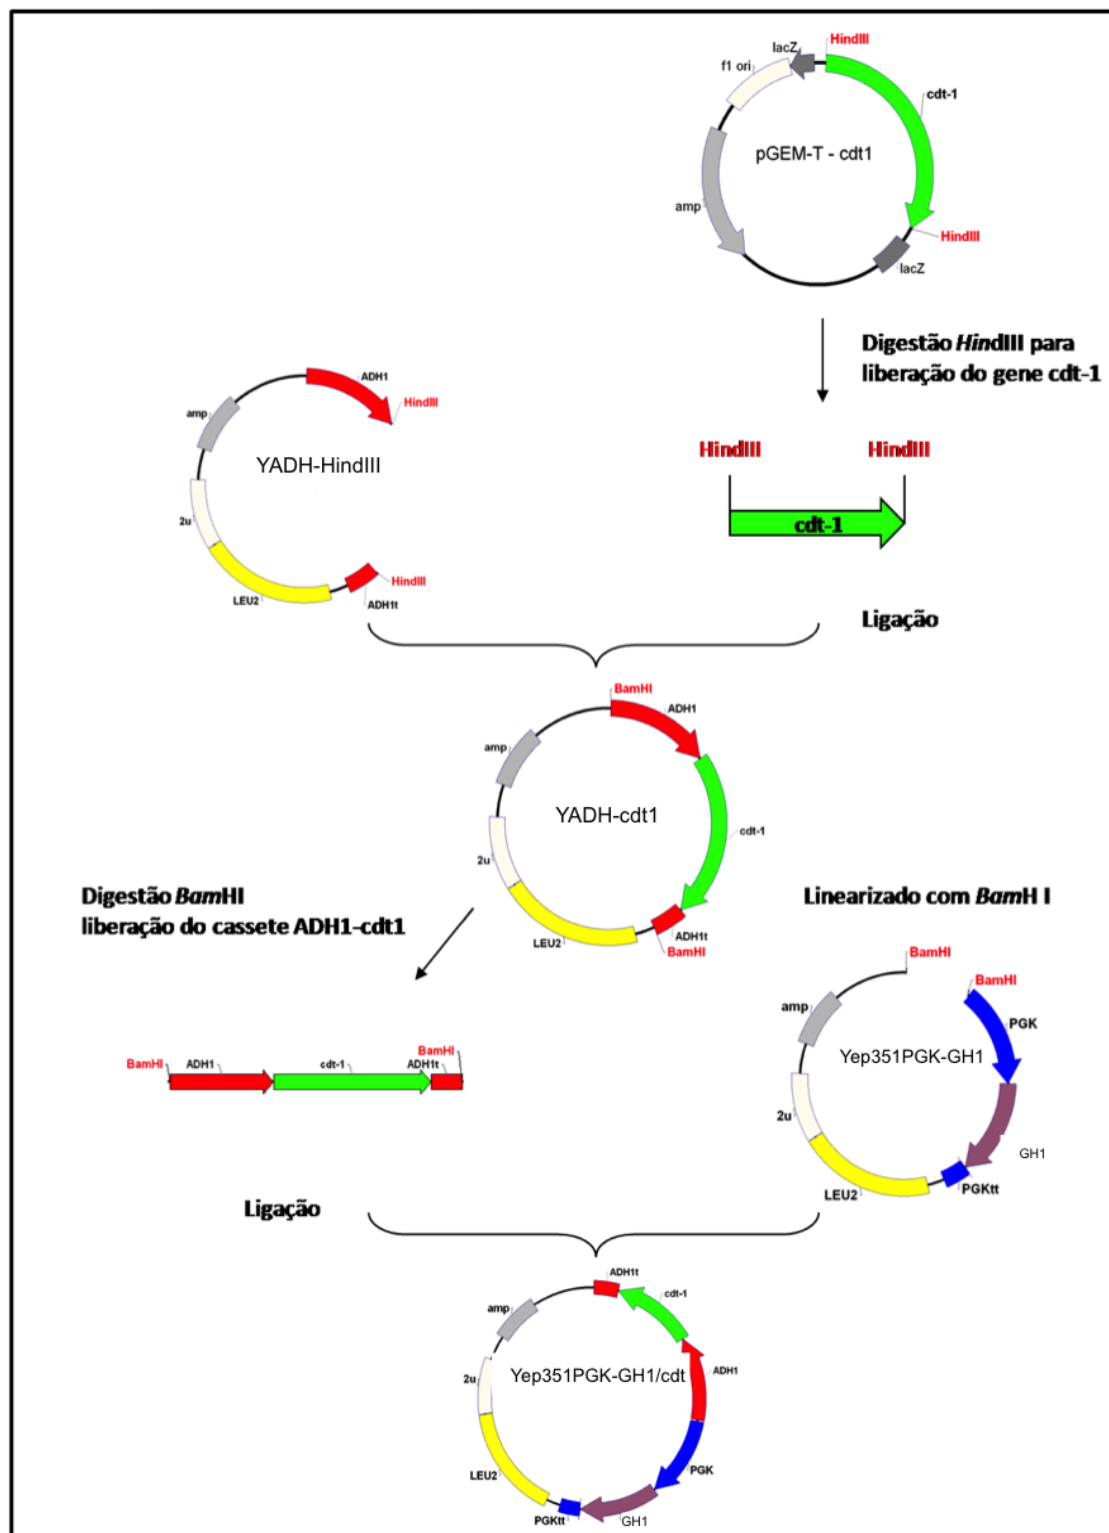 HindIII
lacZ
f1 ori
cdt-1
pGEM-T - cdt1
amp
HindIII
lacZ
Digestão HindIII para
liberação do gene cdt-1
ADH1
HindIII
amp
YADH-HindIII
2u
HindIII
LEU2
ADH1t
HindIII
HindIII
cdt-1
Ligação
BamHI
ADH1
amp
YADH-cdt1
cdt-1
2u
LEU2
ADH1t
BamHI
Digestão BamHI
liberação do cassete ADH1-cdt1
Linearizado com BamH I
BamHI
BamHI
amp
PGK
Yep351PGK-GH1
2u
GH1
LEU2
PGKtt
BamHI
ADH1
cdt-1
ADH1t
BamHI
Ligação
ADH1t
cdt-1
amp
Yep351PGK-GH1/cdt
ADH1
2u
LEU2
PGK
PGKtt
GH1